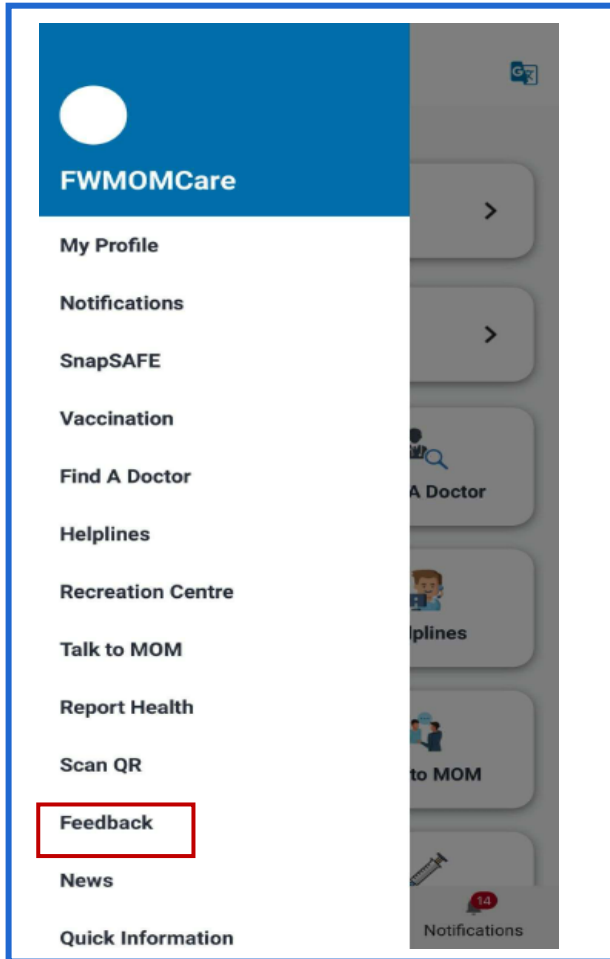 FWMOMCare
My Profile
Notifications
SnapSAFE
Vaccination
Find A Doctor
Helplines
Recreation Centre
Talk to MOM
Report Health
Scan QR
Feedback
News
Quick Information
G
A Doctor
lplines
to MOM
14
Notifications